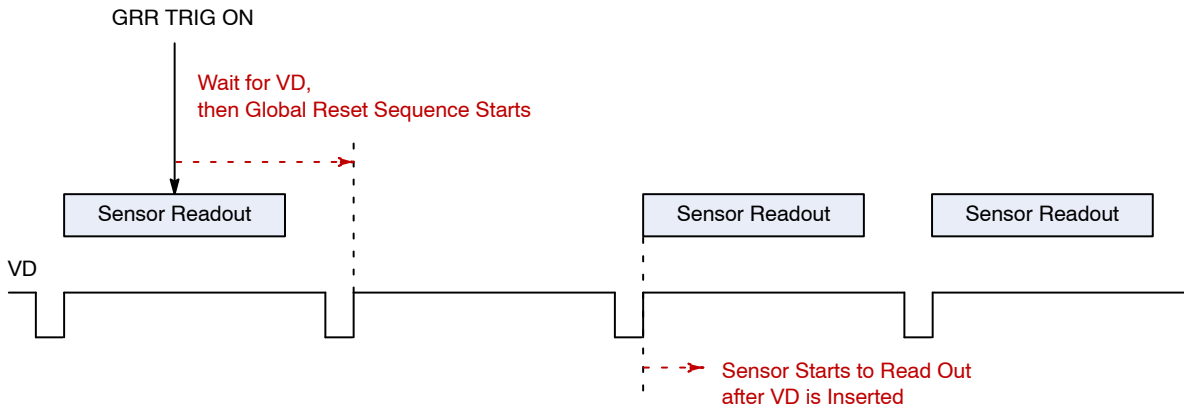 GRR TRIG ON
Wait for VD,
then Global Reset Sequence Starts
Sensor Readout
Sensor Readout
Sensor Readout
VD
Sensor Starts to Read Out
after VD is Inserted